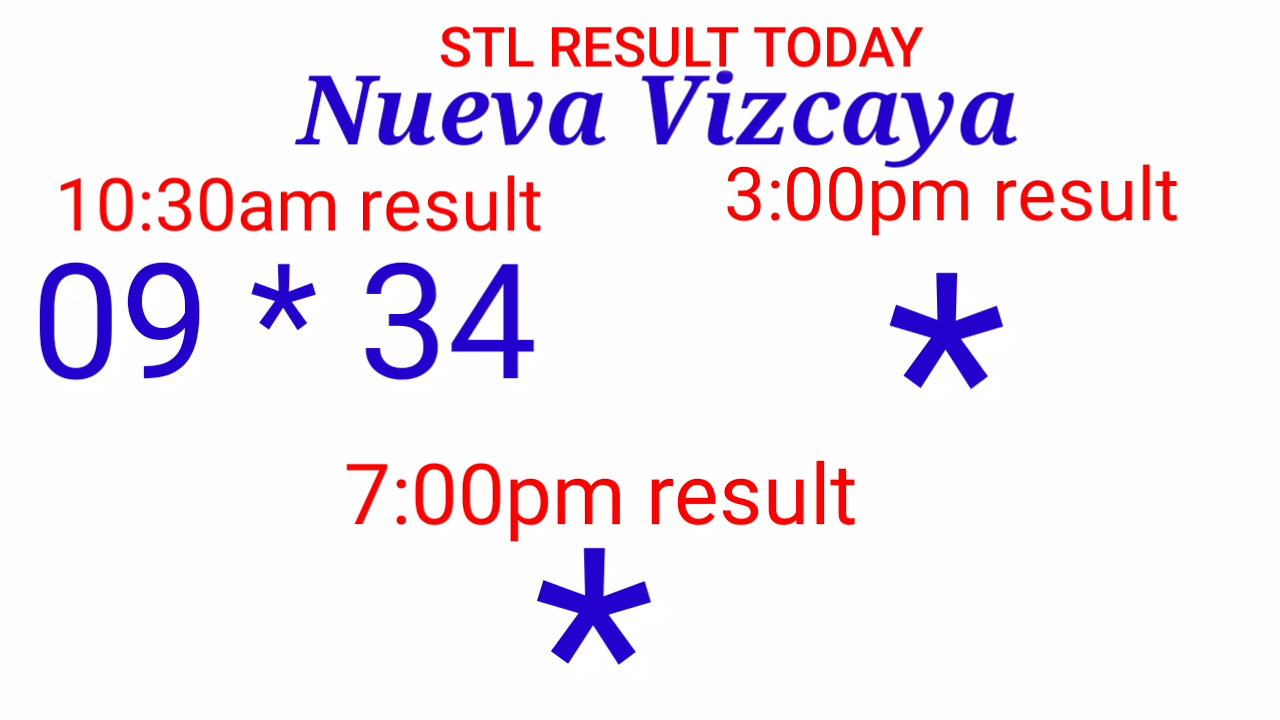 STL RESULT TODAY
Nueva Vizcaya
10:30am result
09 * 34
3:00pm result
*
7:00pm result
*